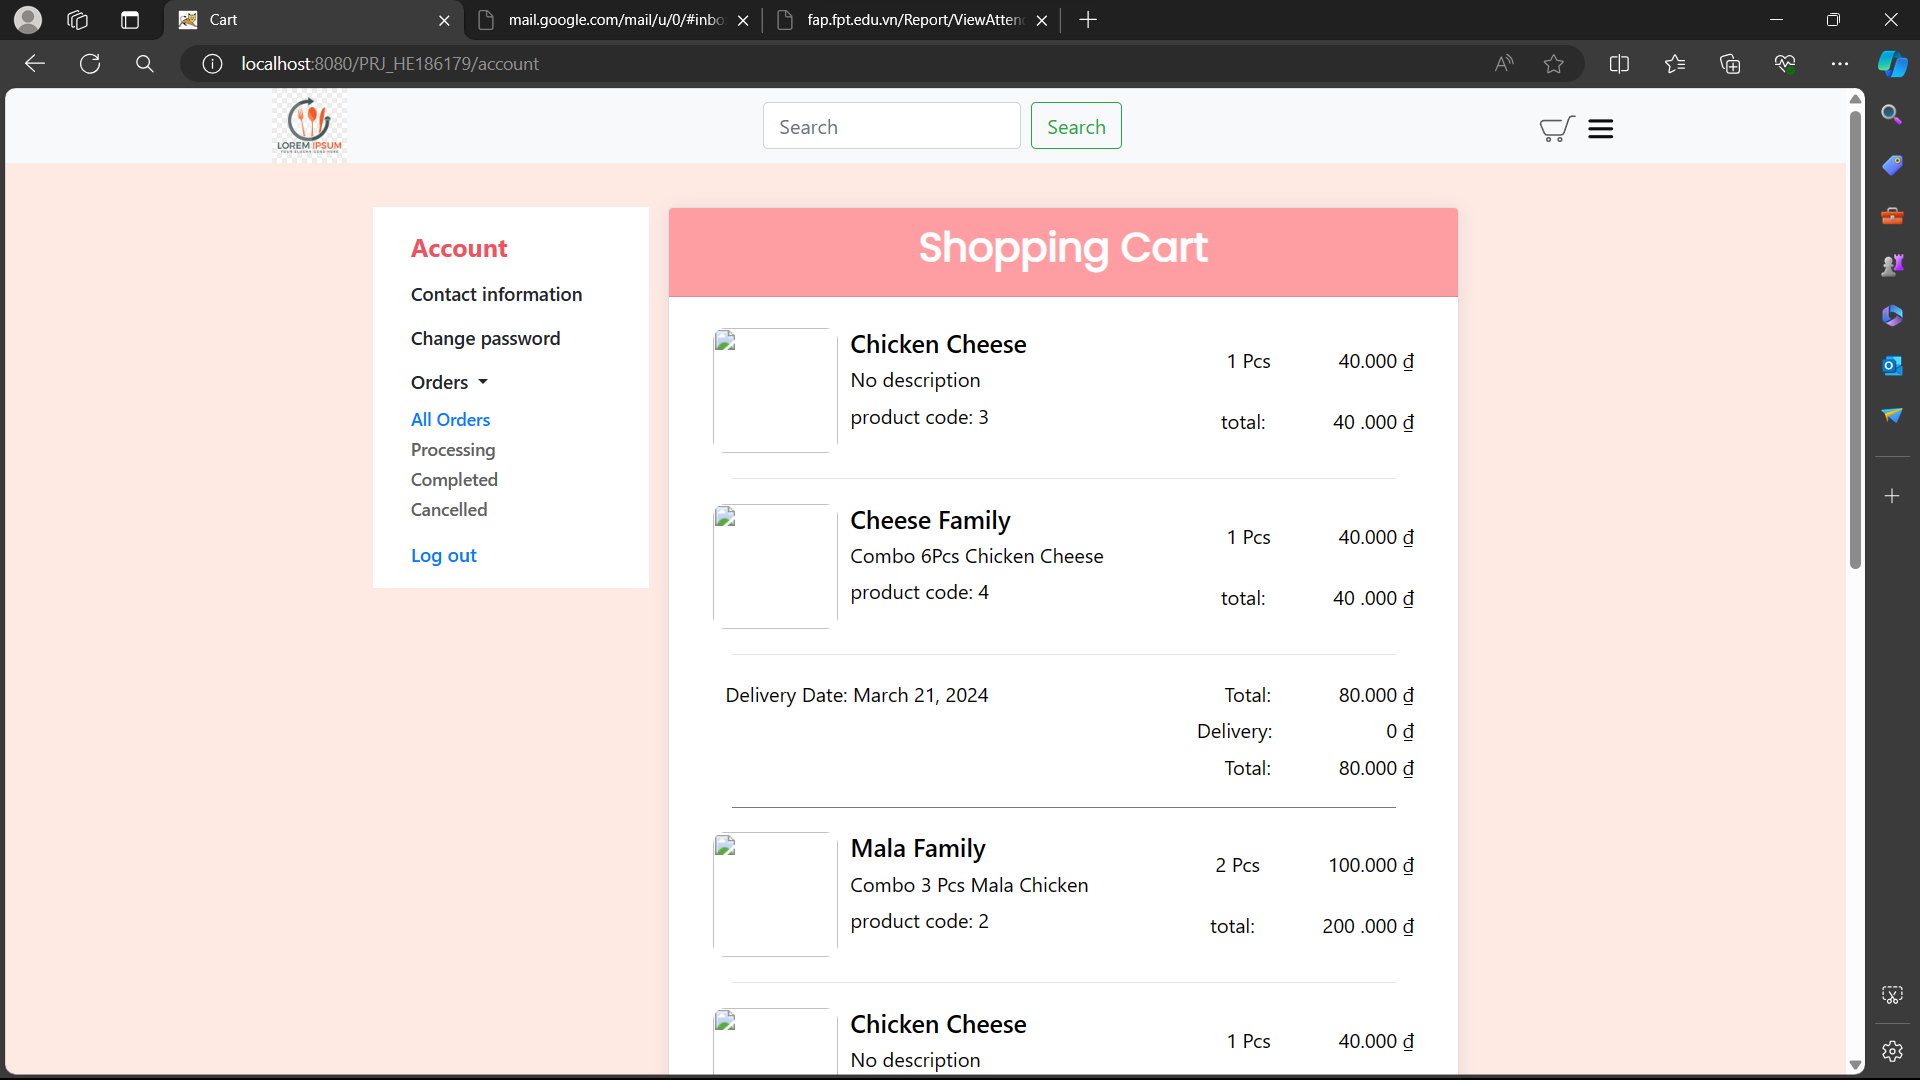 Cart
mail.google.com/mail/u/0/#inbo
fap.fpt.edu.vn/Report/ViewAtten
localhost:8080/PRJ_HE186179/account
LOREM IPSUM
Search
Search
Account
Contact information
Change password
Orders
All Orders
Processing
Completed
Cancelled
Log out
Shopping Cart
Chicken Cheese
No description
product code: 3
1 Pcs 40.000 ₫
total: 40 .000 ₫
Cheese Family
Combo 6Pcs Chicken Cheese
product code: 4
1 Pcs 40.000 ₫
total: 40 .000 ₫
Delivery Date: March 21, 2024
Total: 80.000 ₫
Delivery: 0 ₫
Total: 80.000 ₫
Mala Family
Combo 3 Pcs Mala Chicken
product code: 2
2 Pcs 100.000 ₫
total: 200 .000 ₫
Chicken Cheese
No description
1 Pcs 40.000 ₫